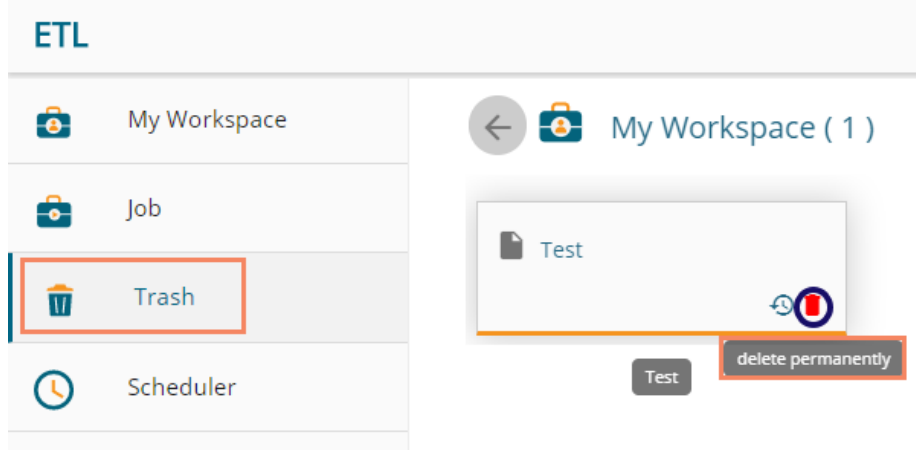 ETL
My Workspace
Job
Trash
Scheduler
My Workspace ( 1 )
Test
delete permanently
Test